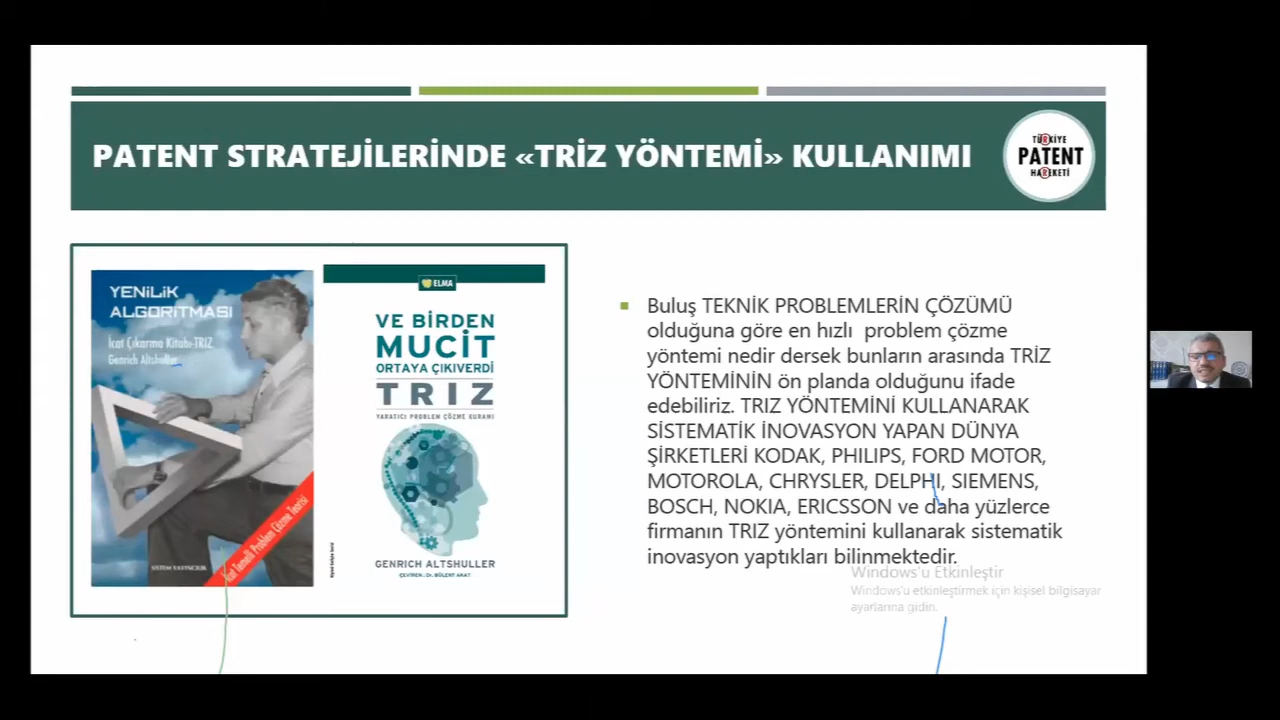 PATENT STRATEJİLERİNDE «TRİZ YÖNTEMİ» KULLANIMI
TÜRKİYE
PATENT
HAREKETİ
YENİLİK
ALGORİTMASI
İcat Çıkarma Kitabı-TRIZ
Genrich Altshuller
İcat Temelli Problem Çözme Teorisi
SİSTEM YAYINCILIK
ELMA
VE BİRDEN
MUCİT
ORTAYA ÇIKIVERDİ
TRIZ
YARATICI PROBLEM ÇÖZME KURAMI
GENRICH ALTSHULLER
ÇEVİREN: Dr. BÜLENT AKAT
Buluş TEKNİK PROBLEMLERİN ÇÖZÜMÜ
olduğuna göre en hızlı problem çözme
yöntemi nedir dersek bunların arasında TRİZ
YÖNTEMİNİN ön planda olduğunu ifade
edebiliriz. TRIZ YÖNTEMİNİ KULLANARAK
SİSTEMATİK İNOVASYON YAPAN DÜNYA
ŞİRKETLERİ KODAK, PHILIPS, FORD MOTOR,
MOTOROLA, CHRYSLER, DELPHI, SIEMENS,
BOSCH, NOKIA, ERICSSON ve daha yüzlerce
firmanın TRIZ yöntemini kullanarak sistematik
inovasyon yaptıkları bilinmektedir.
Windows'u Etkinleştir
Windows'u etkinleştirmek için kişisel bilgisayar
ayarlarına gidin.